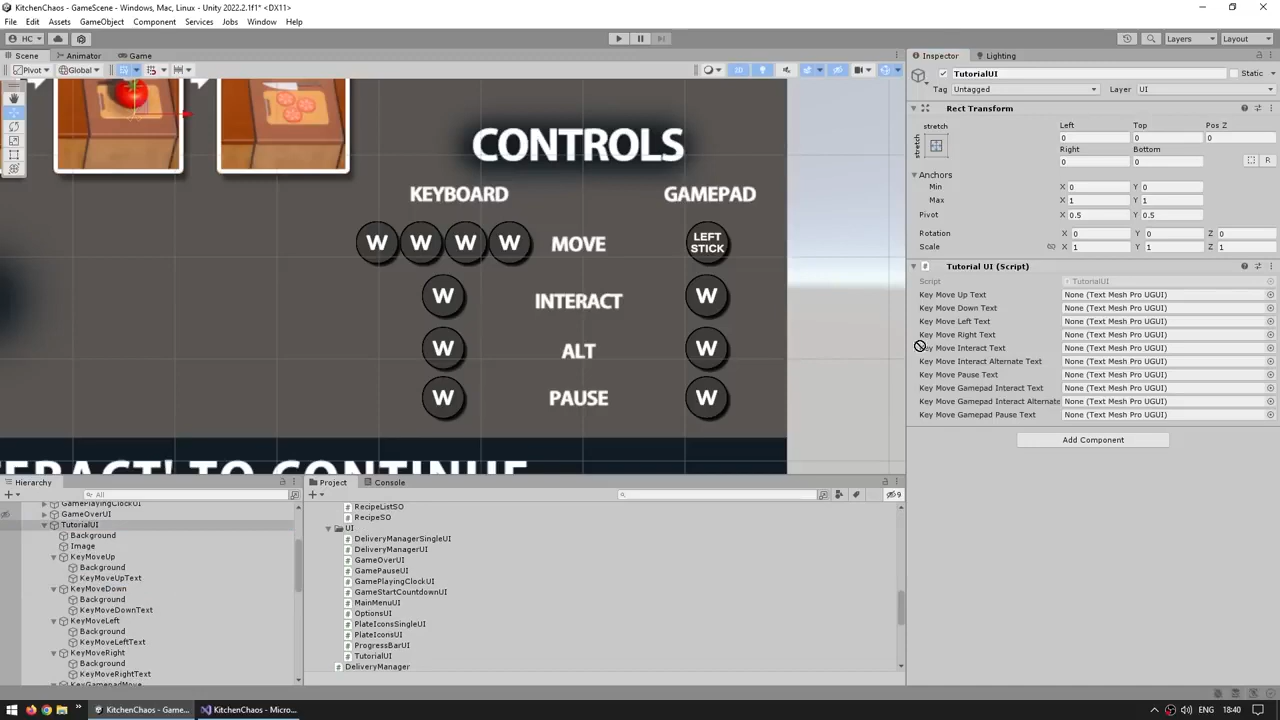 KitchenChaos - GameScene - Windows, Mac, Linux - Unity 2022.2.1f1* <DX11>
File Edit Assets GameObject Component Services Jobs Window Help
HC
Layers Layout
Scene Animator Game
Pivot Global 2D
CONTROLS
KEYBOARD GAMEPAD
W W W W MOVE LEFT STICK
W INTERACT W
W ALT W
W PAUSE W
INTERACT! TO CONTINUE
Inspector Lighting
TutorialUI Static
Tag Untagged Layer UI
Rect Transform
stretch Left Top Pos Z
stretch 0 0 0
Right Bottom
0 0 R
Anchors
Min X 0 Y 0
Max X 1 Y 1
Pivot X 0.5 Y 0.5
Rotation X 0 Y 0 Z 0
Scale X 1 Y 1 Z 1
# Tutorial UI (Script)
Script TutorialUI
Key Move Up Text None (Text Mesh Pro UGUI)
Key Move Down Text None (Text Mesh Pro UGUI)
Key Move Left Text None (Text Mesh Pro UGUI)
Key Move Right Text None (Text Mesh Pro UGUI)
Key Move Interact Text None (Text Mesh Pro UGUI)
Key Move Interact Alternate Text None (Text Mesh Pro UGUI)
Key Move Pause Text None (Text Mesh Pro UGUI)
Key Move Gamepad Interact Text None (Text Mesh Pro UGUI)
Key Move Gamepad Interact Alternate None (Text Mesh Pro UGUI)
Key Move Gamepad Pause Text None (Text Mesh Pro UGUI)
Add Component
Hierarchy
+ All
GamePlayingClockUI
GameOverUI
TutorialUI
Background
Image
KeyMoveUp
Background
KeyMoveUpText
KeyMoveDown
Background
KeyMoveDownText
KeyMoveLeft
Background
KeyMoveLeftText
KeyMoveRight
Background
KeyMoveRightText
KeyGamepadMove
Project Console
+ 9
# RecipeListSO
# RecipeSO
UI
# DeliveryManagerSingleUI
# DeliveryManagerUI
# GameOverUI
# GamePauseUI
# GamePlayingClockUI
# GameStartCountdownUI
# MainMenuUI
# OptionsUI
# PlateIconsSingleUI
# PlateIconsUI
# ProgressBarUI
# TutorialUI
# DeliveryManager
KitchenChaos - Game... KitchenChaos - Micro... ENG 18:40